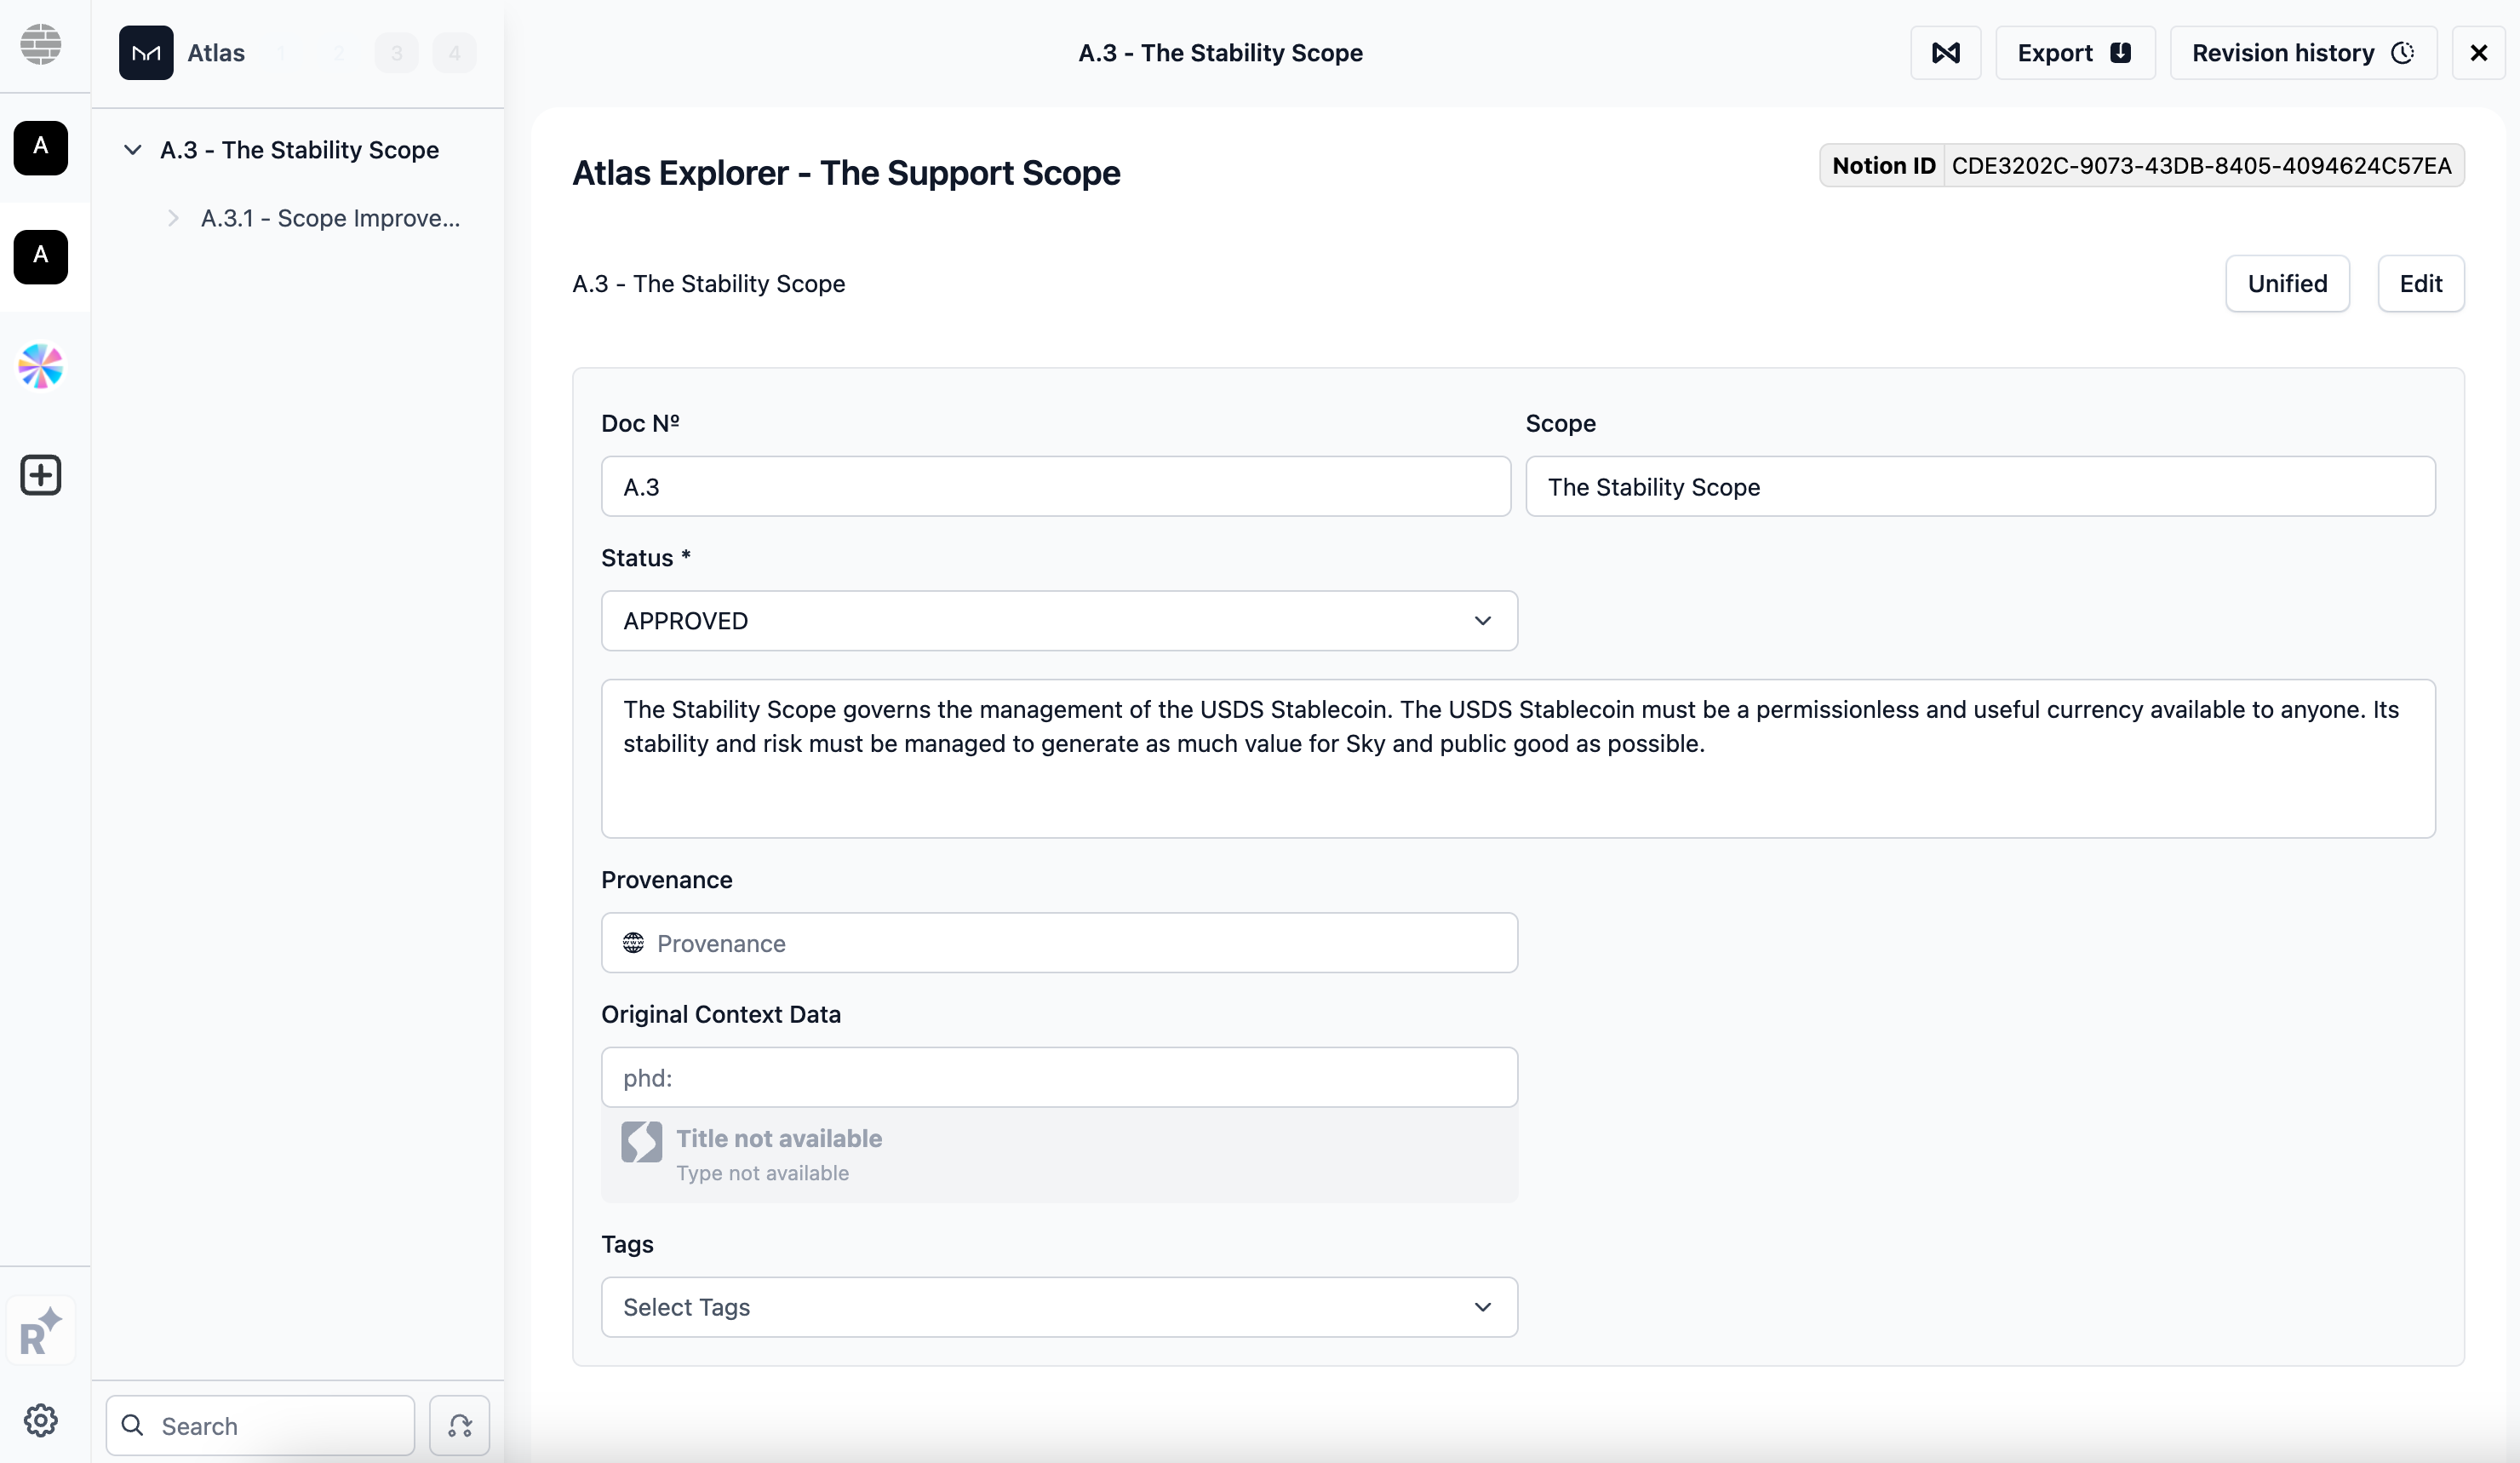 Atlas 1 2 3 4
A.3 - The Stability Scope
Export
Revision history
A
A
A.3 - The Stability Scope
A.3.1 - Scope Improve...
Atlas Explorer - The Support Scope
Notion ID CDE3202C-9073-43DB-8405-4094624C57EA
A.3 - The Stability Scope
Unified
Edit
Doc Nº
Scope
A.3
The Stability Scope
Status *
APPROVED
The Stability Scope governs the management of the USDS Stablecoin. The USDS Stablecoin must be a permissionless and useful currency available to anyone. Its
stability and risk must be managed to generate as much value for Sky and public good as possible.
Provenance
www Provenance
Original Context Data
phd:
Title not available
Type not available
Tags
Select Tags
R
Search